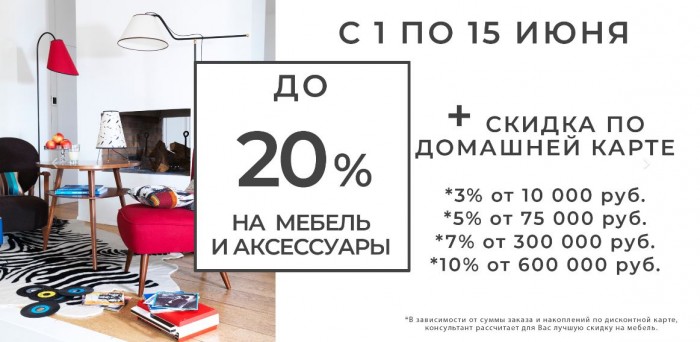 С 1 ПО 15 ИЮНЯ
ДО
20%
НА МЕБЕЛЬ
И АКСЕССУАРЫ
+ СКИДКА ПО
ДОМАШНЕЙ КАРТЕ
*3% от 10 000 руб.
*5% от 75 000 руб.
*7% от 300 000 руб.
*10% от 600 000 руб.
*В зависимости от суммы заказа и накоплений по дисконтной карте,
консультант рассчитает для Вас лучшую скидку на мебель.